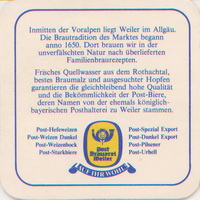 Inmitten der Voralpen liegt Weiler im Allgäu.
Die Brautradition des Marktes begann
anno 1650. Dort brauen wir in der
unverfälschten Natur nach überlieferten
Familienbraurezepten.
Frisches Quellwasser aus dem Rothachtal,
bestes Braumalz und ausgesuchter Hopfen
garantieren die gleichbleibend hohe Qualität
und die Bekömmlichkeit der Post-Biere,
deren Namen von der ehemals königlich-
bayerischen Posthalterei zu Weiler stammen.
Post-Hefeweizen
Post-Weizen Dunkel
Post-Weizenbock
Post-Starkbiere
Post
Brauerei
Weiler
Post-Spezial Export
Post-Dunkel Export
Post-Pilsener
Post-Urhell
AUF IHR WOHL